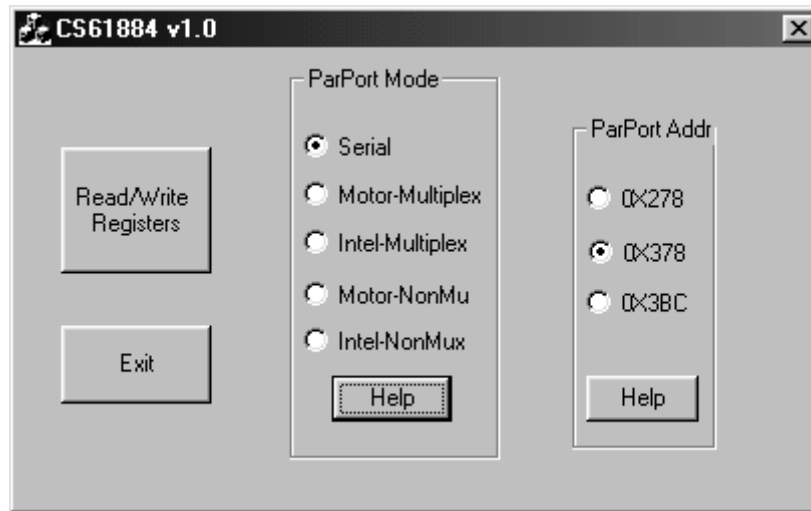 CS61884 v1.0
ParPort Mode
Serial
Motor-Multiplex
Intel-Multiplex
Motor-NonMu
Intel-NonMux
Help
Read/Write
Registers
Exit
ParPort Addr
0X278
0X378
0X3BC
Help